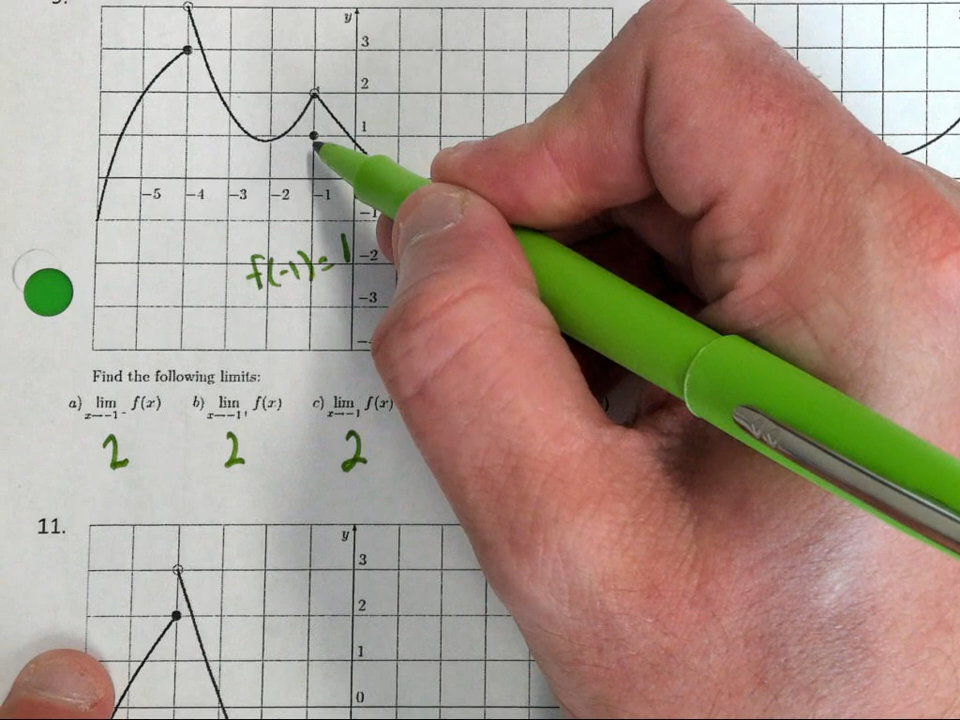 y
3
2
1
-5 -4 -3 -2 -1
-1
-2
-3
f(-1)=1
Find the following limits:
a) lim x→-1⁻ f(x) b) lim x→-1⁺ f(x) c) lim x→-1 f(x)
2 2 2
11.
y
3
2
1
0